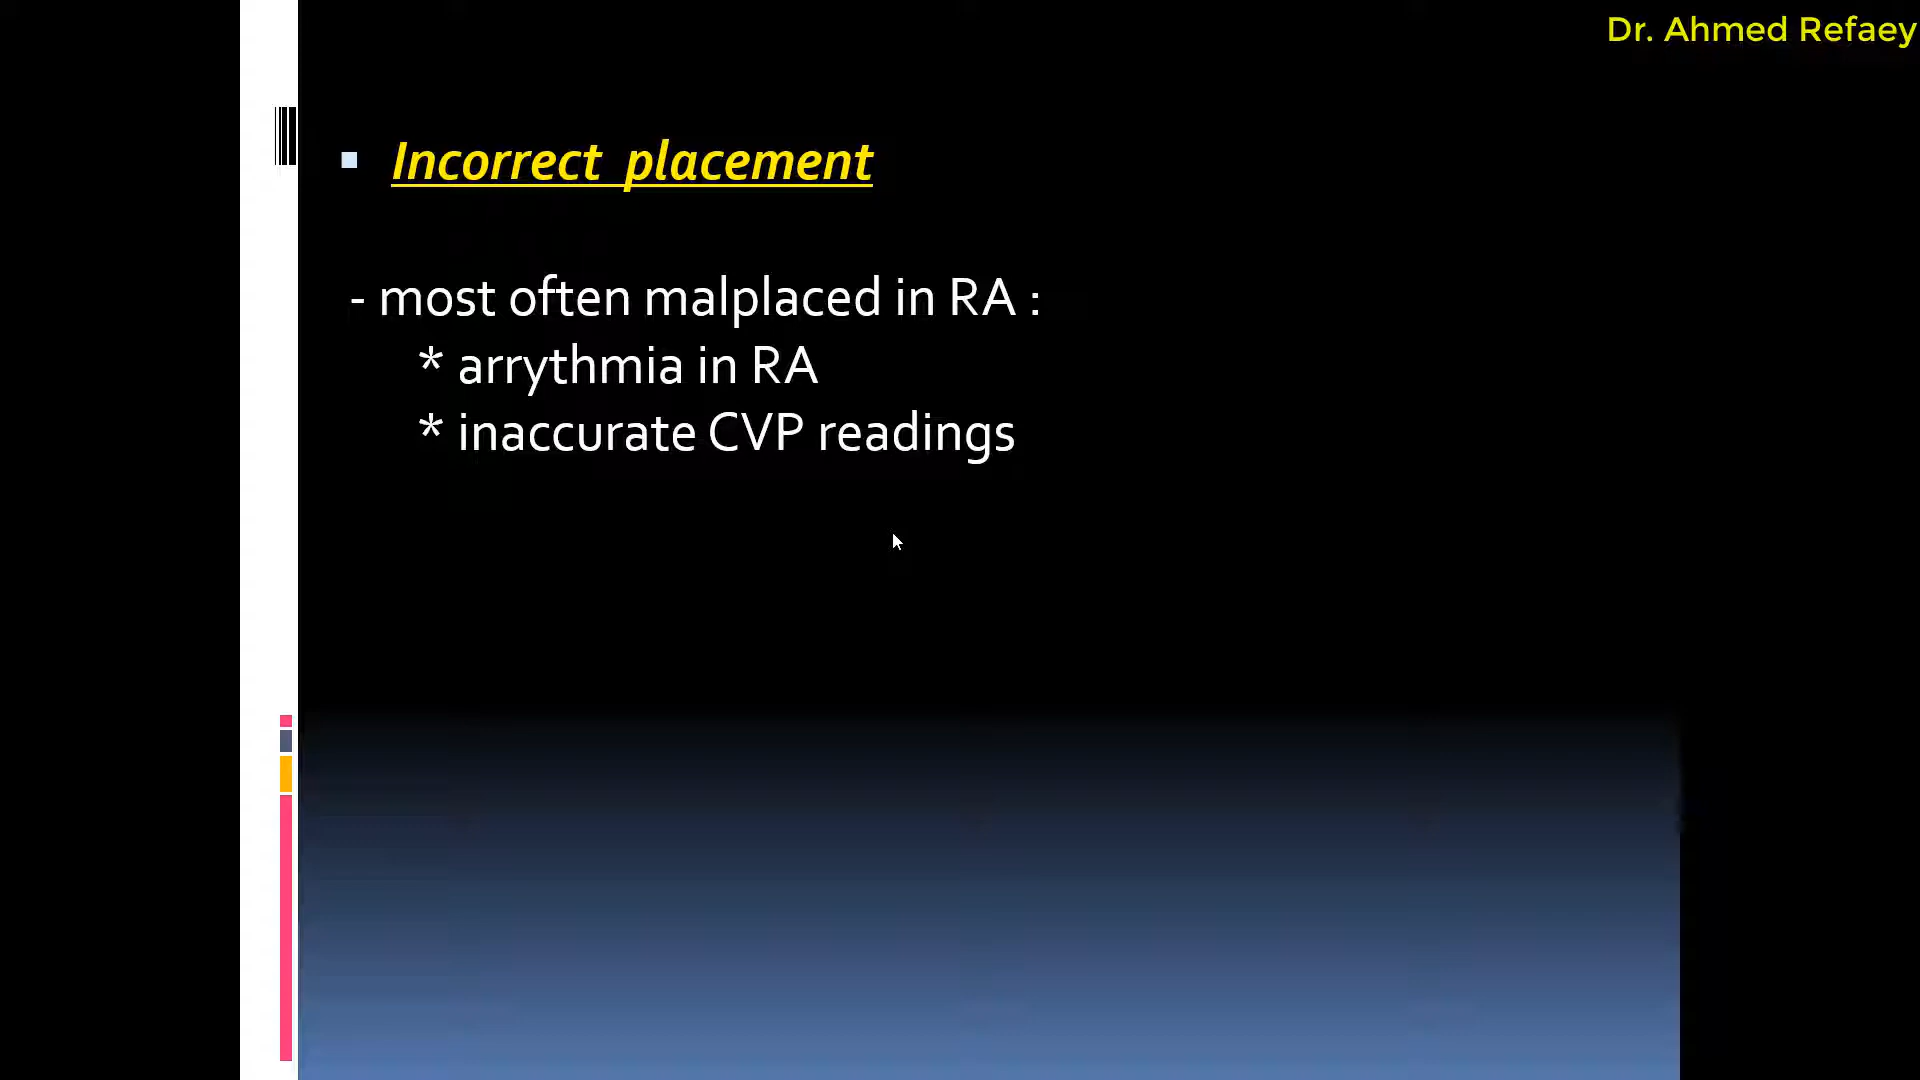 Dr. Ahmed Refaey
Incorrect placement
- most often malplaced in RA :
* arrythmia in RA
* inaccurate CVP readings